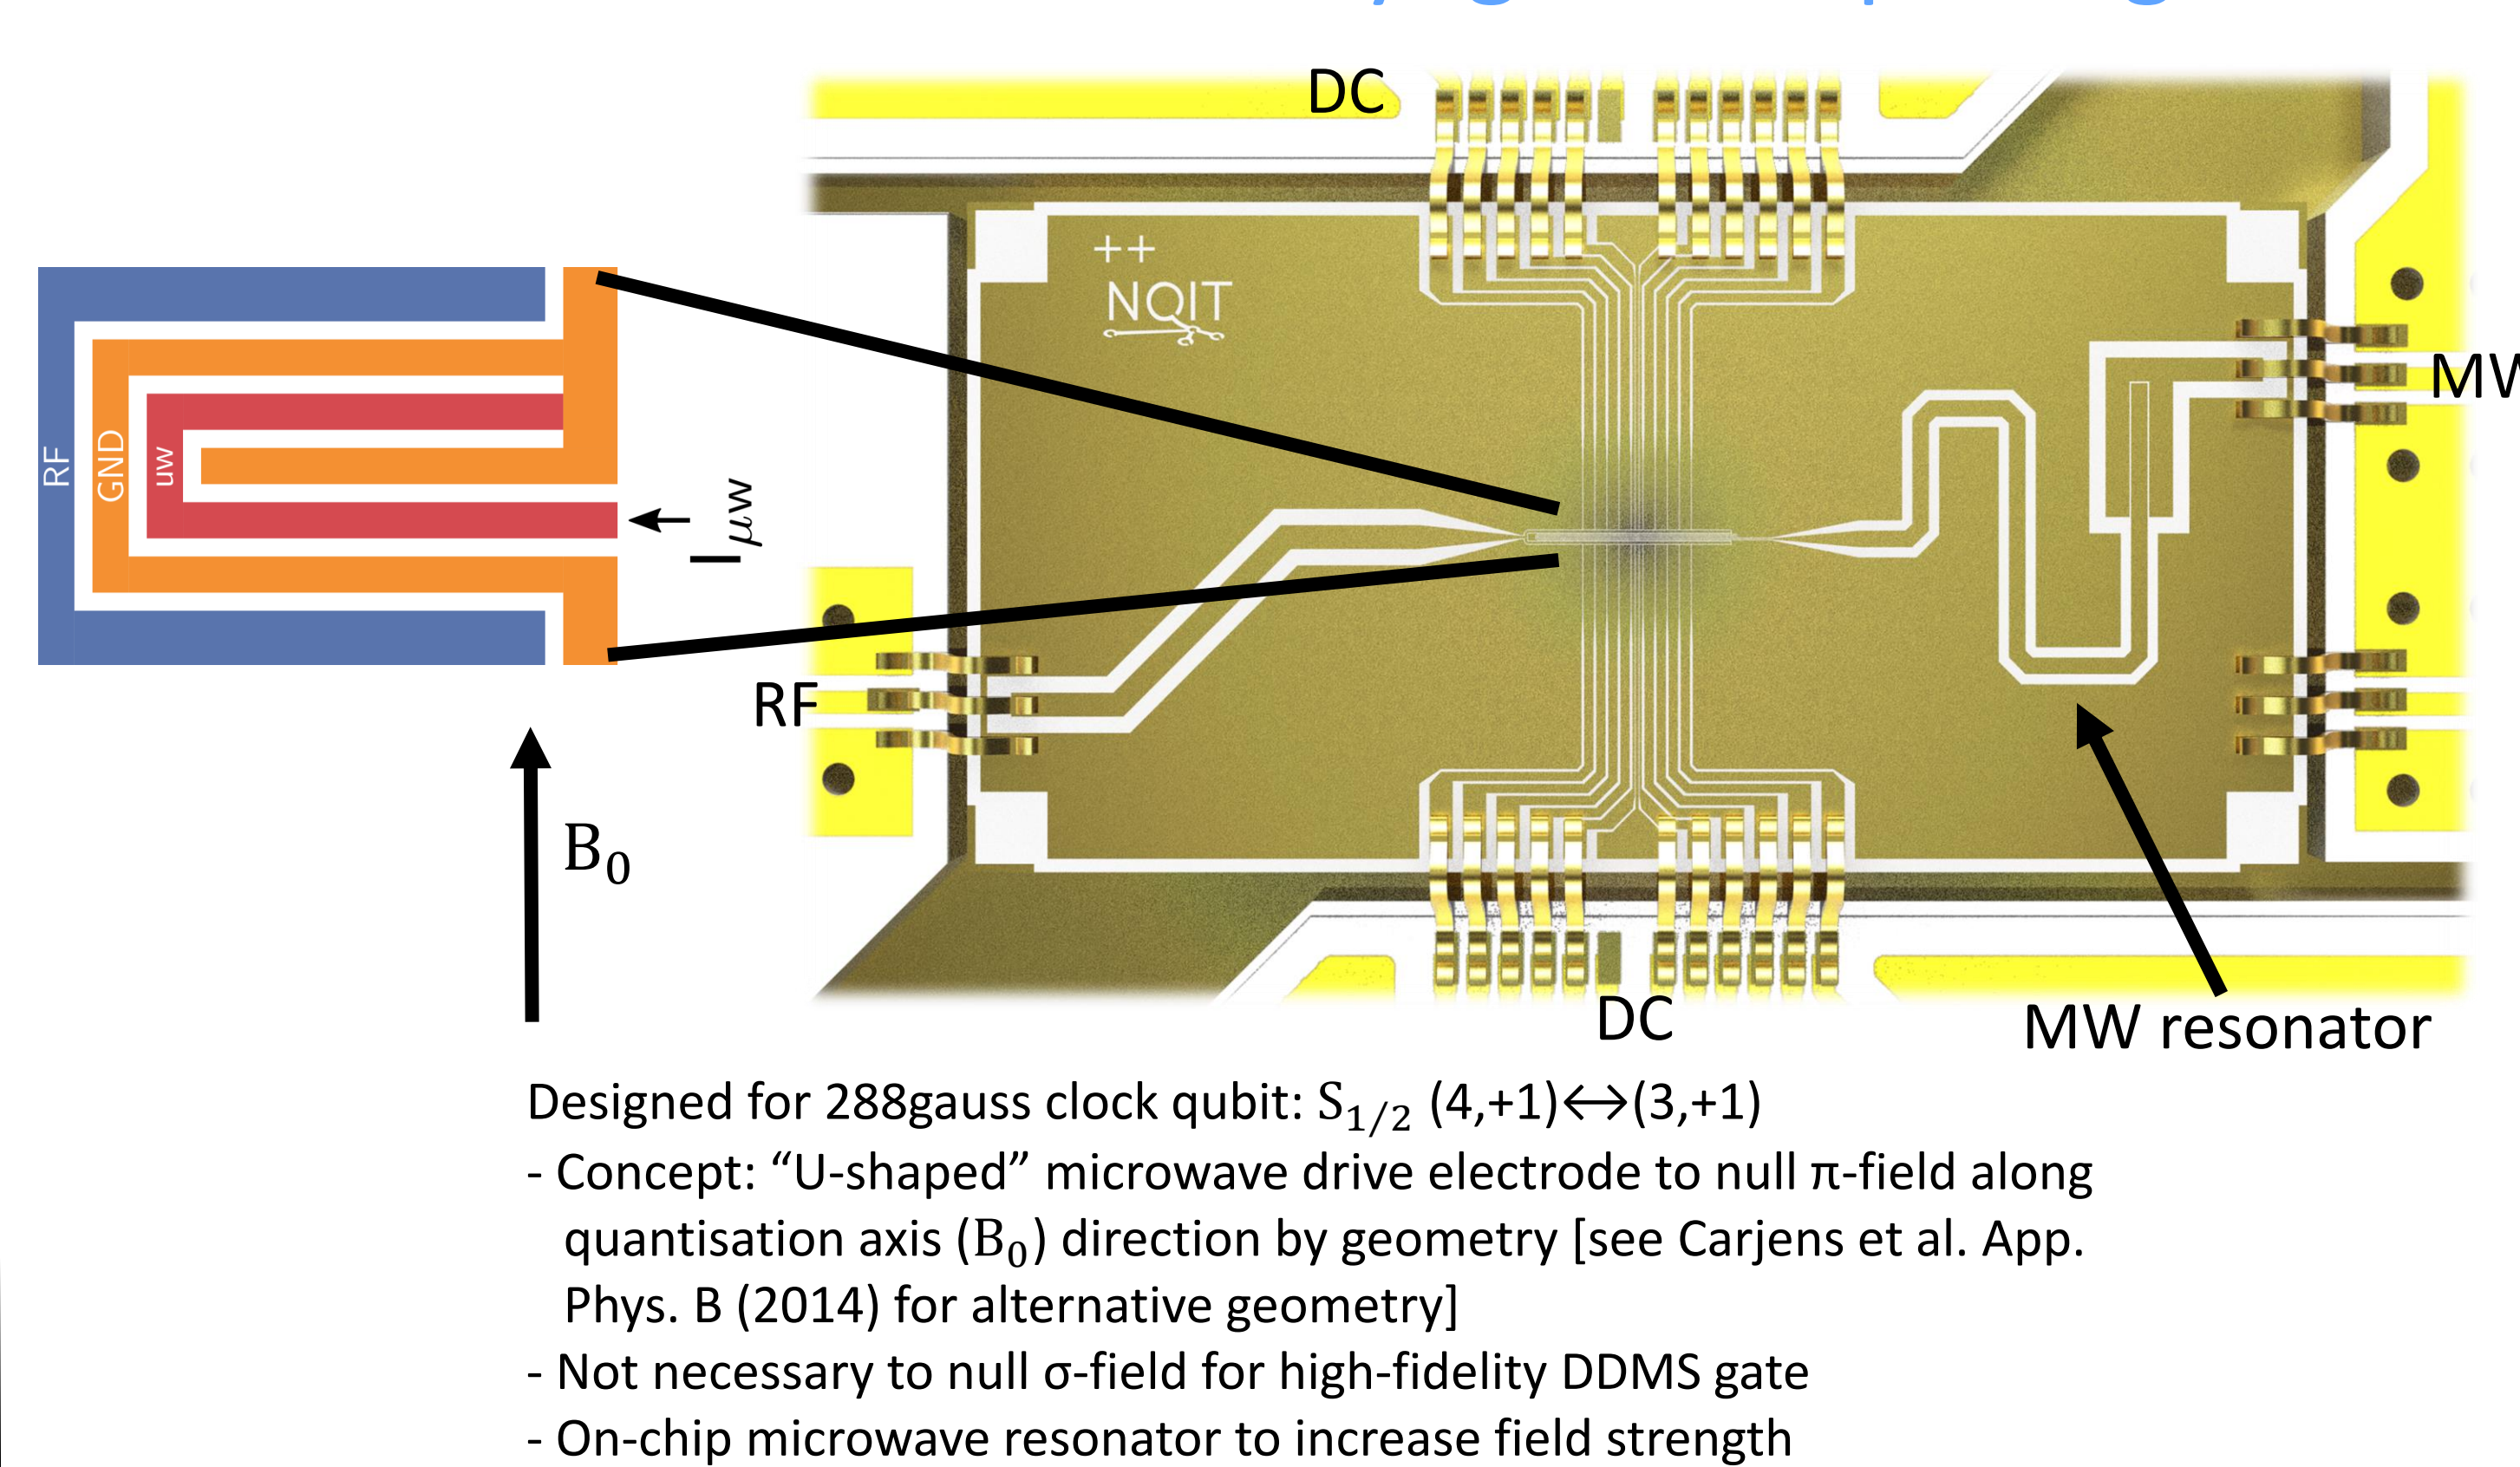 DC
++
NQIT
MW
RF
GND
uw
Iμw
RF
B₀
DC
MW resonator
Designed for 288gauss clock qubit: S₁/₂ (4,+1)↔(3,+1)
- Concept: “U-shaped” microwave drive electrode to null π-field along
quantisation axis (B₀) direction by geometry [see Carjens et al. App.
Phys. B (2014) for alternative geometry]
- Not necessary to null σ-field for high-fidelity DDMS gate
- On-chip microwave resonator to increase field strength